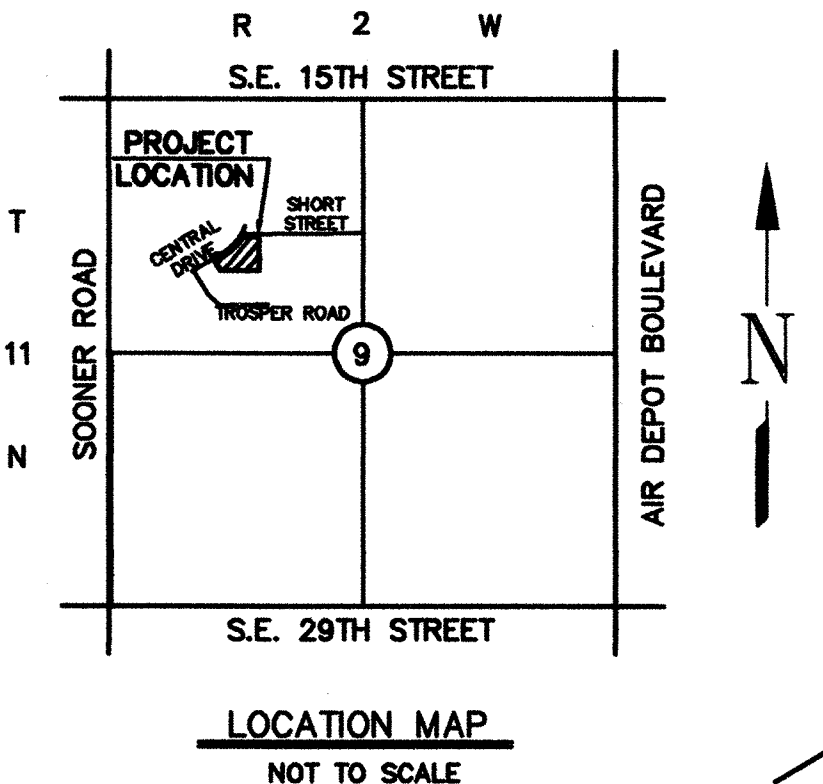 R 2 W
S.E. 15TH STREET
PROJECT
LOCATION
SHORT
STREET
CENTRAL
DRIVE
TROSPER ROAD
T
11
N
SOONER ROAD
9
AIR DEPOT BOULEVARD
N
S.E. 29TH STREET
LOCATION MAP
NOT TO SCALE